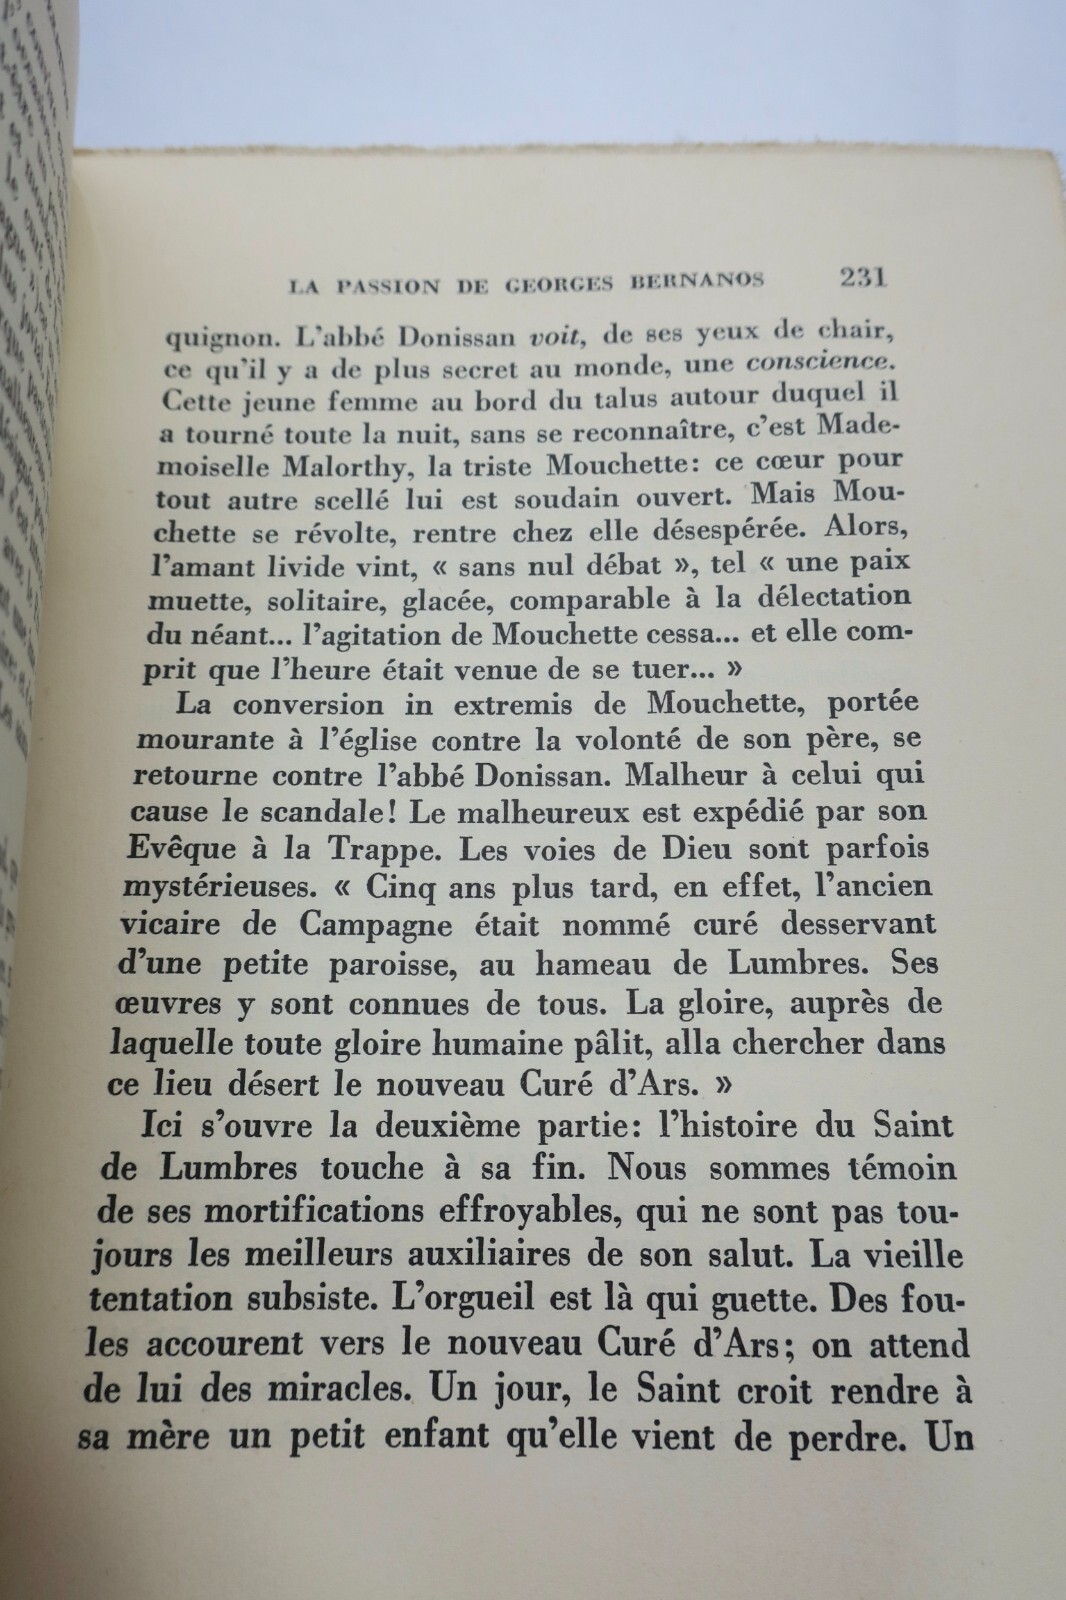 LA PASSION DE GEORGES BERNANOS 231
quignon. L'abbé Donissan voit, de ses yeux de chair,
ce qu'il y a de plus secret au monde, une conscience.
Cette jeune femme au bord du talus autour duquel il
a tourné toute la nuit, sans se reconnaître, c'est Made-
moiselle Malorthy, la triste Mouchette: ce cœur pour
tout autre scellé lui est soudain ouvert. Mais Mou-
chette se révolte, rentre chez elle désespérée. Alors,
l'amant livide vint, « sans nul débat », tel « une paix
muette, solitaire, glacée, comparable à la délectation
du néant... l'agitation de Mouchette cessa... et elle com-
prit que l'heure était venue de se tuer... »
La conversion in extremis de Mouchette, portée
mourante à l'église contre la volonté de son père, se
retourne contre l'abbé Donissan. Malheur à celui qui
cause le scandale! Le malheureux est expédié par son
Evêque à la Trappe. Les voies de Dieu sont parfois
mystérieuses. « Cinq ans plus tard, en effet, l'ancien
vicaire de Campagne était nommé curé desservant
d'une petite paroisse, au hameau de Lumbres. Ses
œuvres y sont connues de tous. La gloire, auprès de
laquelle toute gloire humaine pâlit, alla chercher dans
ce lieu désert le nouveau Curé d'Ars. »
Ici s'ouvre la deuxième partie: l'histoire du Saint
de Lumbres touche à sa fin. Nous sommes témoin
de ses mortifications effroyables, qui ne sont pas tou-
jours les meilleurs auxiliaires de son salut. La vieille
tentation subsiste. L'orgueil est là qui guette. Des fou-
les accourent vers le nouveau Curé d'Ars; on attend
de lui des miracles. Un jour, le Saint croit rendre à
sa mère un petit enfant qu'elle vient de perdre. Un